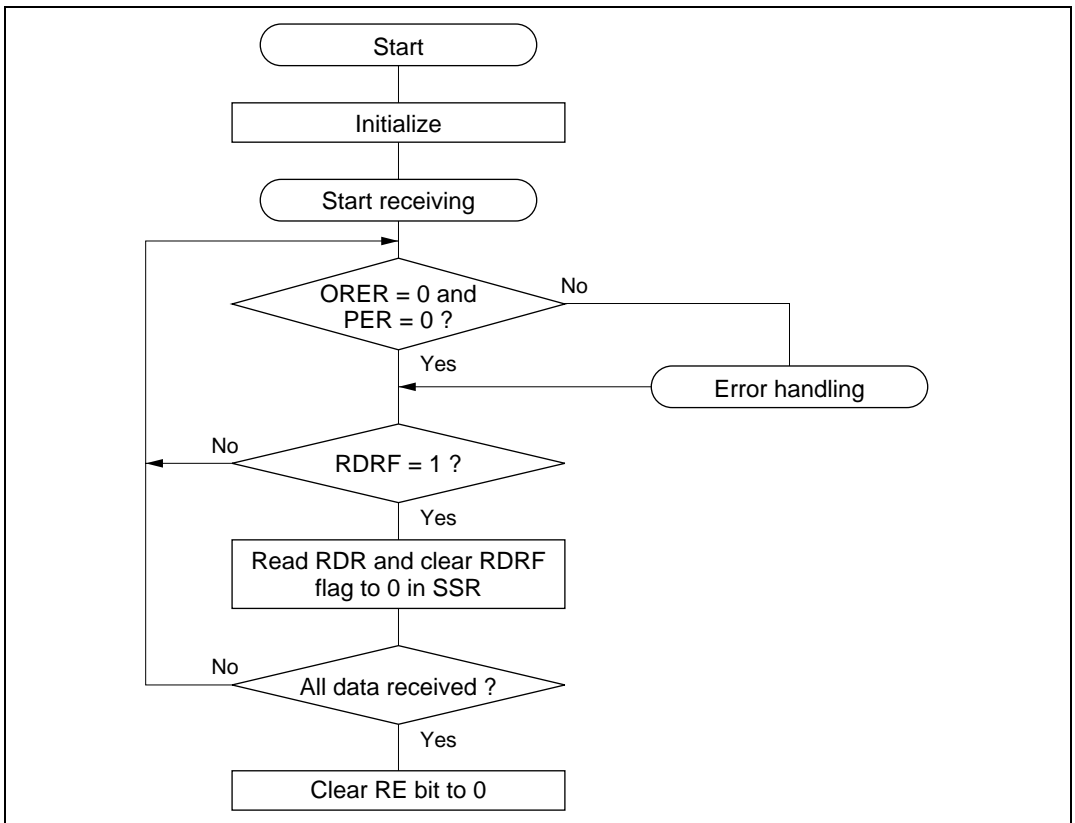 Start
Initialize
Start receiving
ORER = 0 and
PER = 0 ?
No
Yes
Error handling
No
RDRF = 1 ?
Yes
Read RDR and clear RDRF
flag to 0 in SSR
No
All data received ?
Yes
Clear RE bit to 0